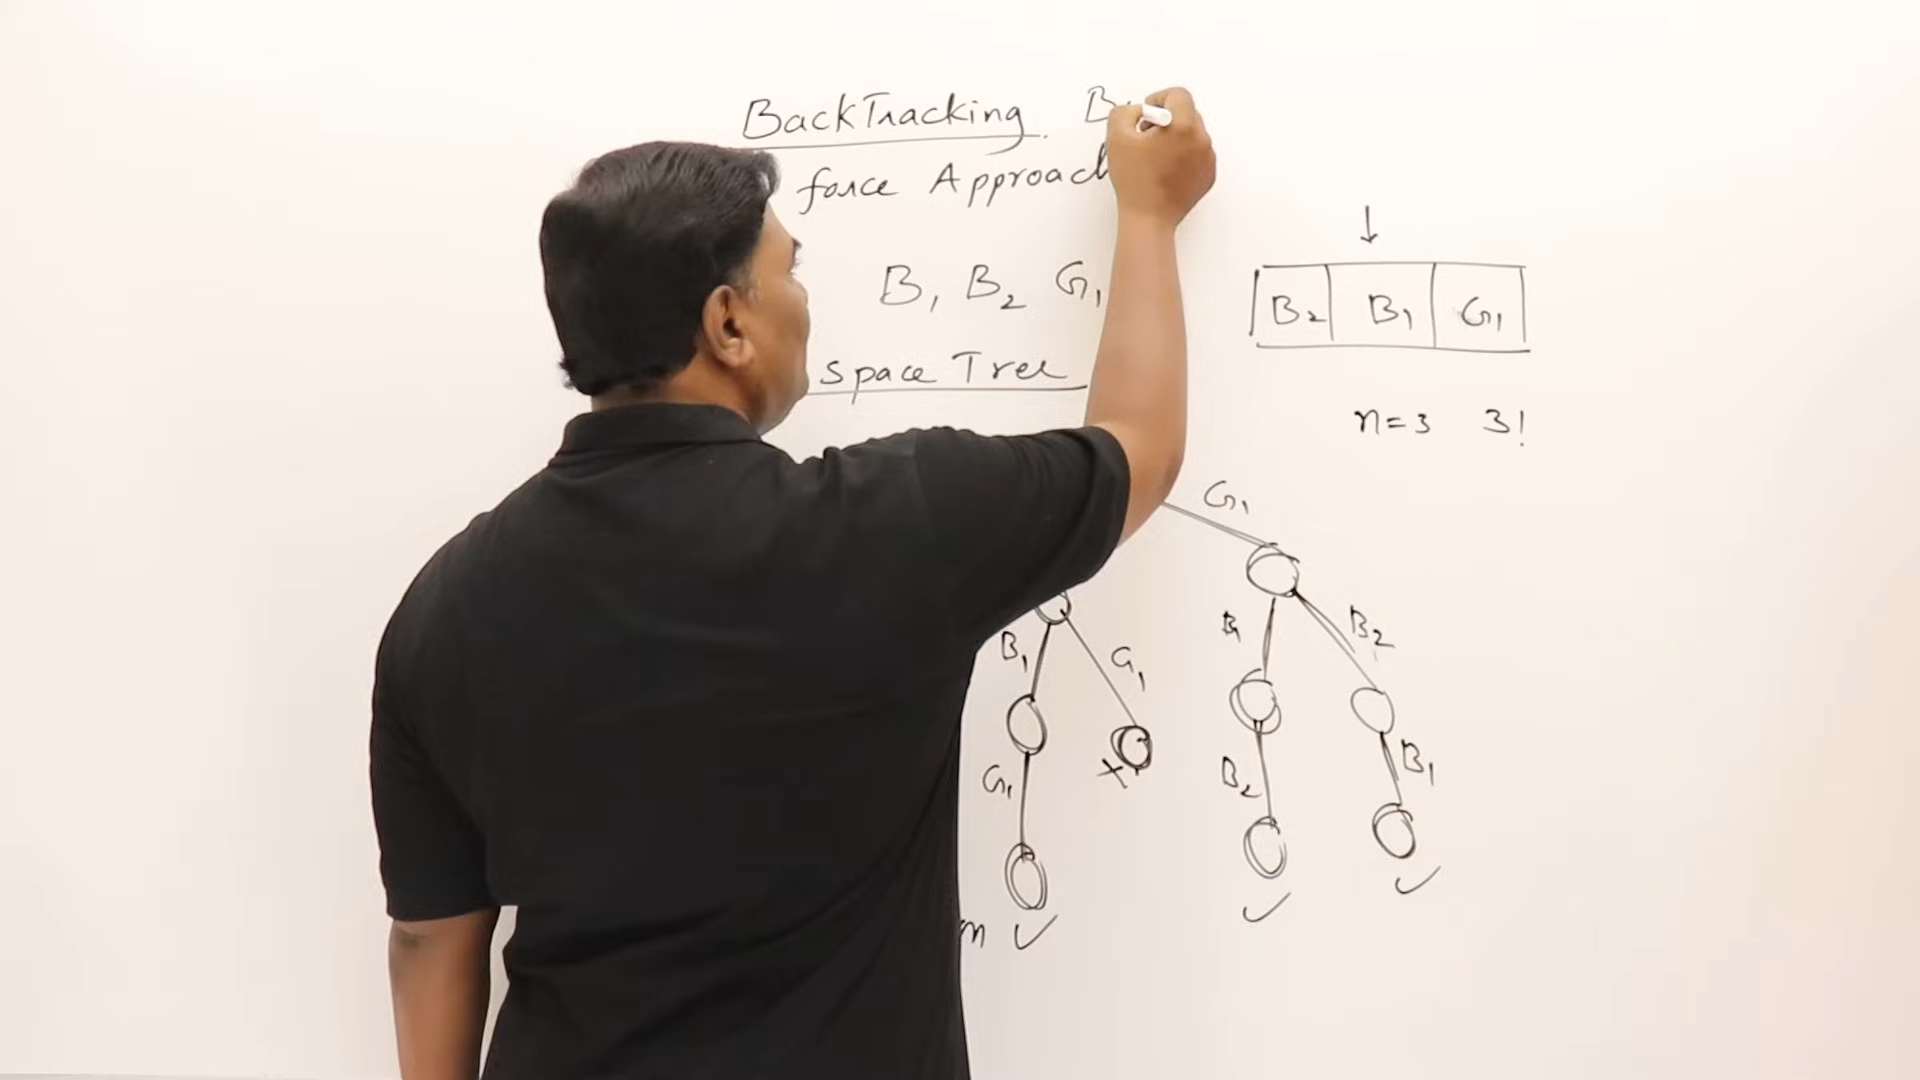 BackTracking. B
force Approach
B₁ B₂ G₁
B₂ B₁ G₁
Space Tree
n=3 3!
G₁
B₁ G₁ B₁ B₂
G₁ B₂ B₁